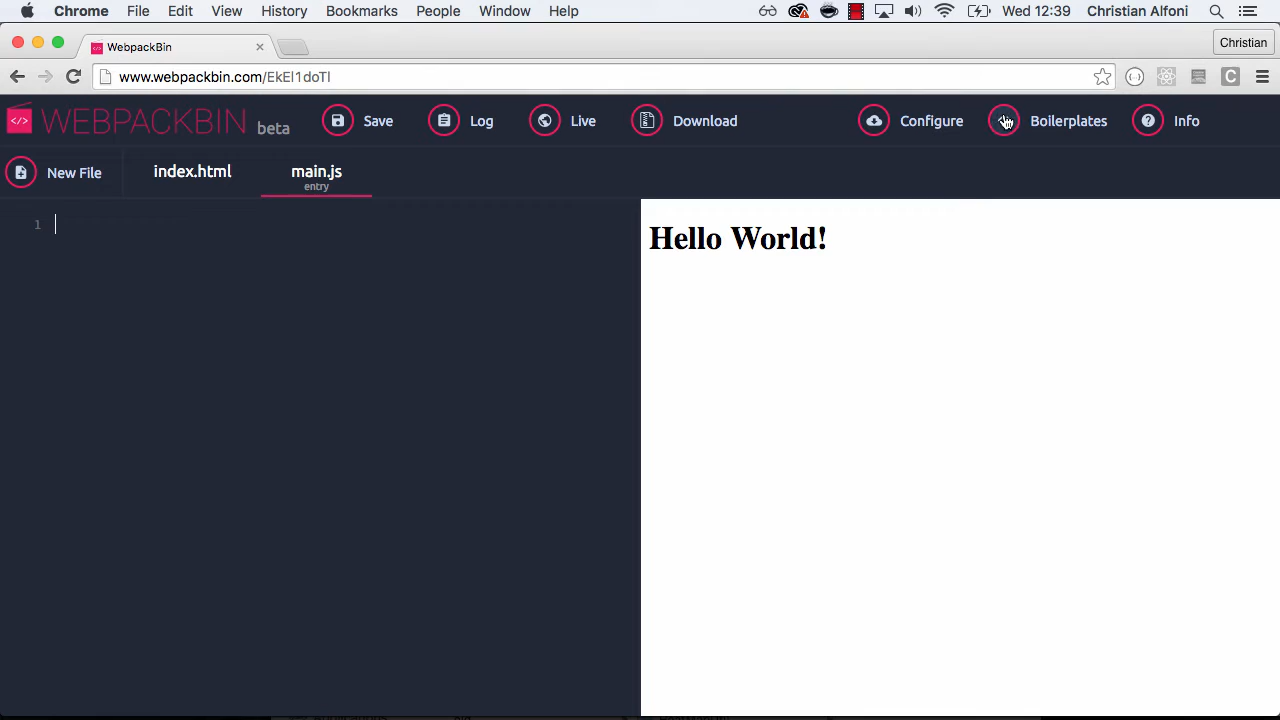 Chrome File Edit View History Bookmarks People Window Help Wed 12:39 Christian Alfoni
WebpackBin Christian
www.webpackbin.com/EkEl1doTl
WEBPACKBIN beta Save Log Live Download Configure Boilerplates Info
New File index.html main.js
entry
1
Hello World!